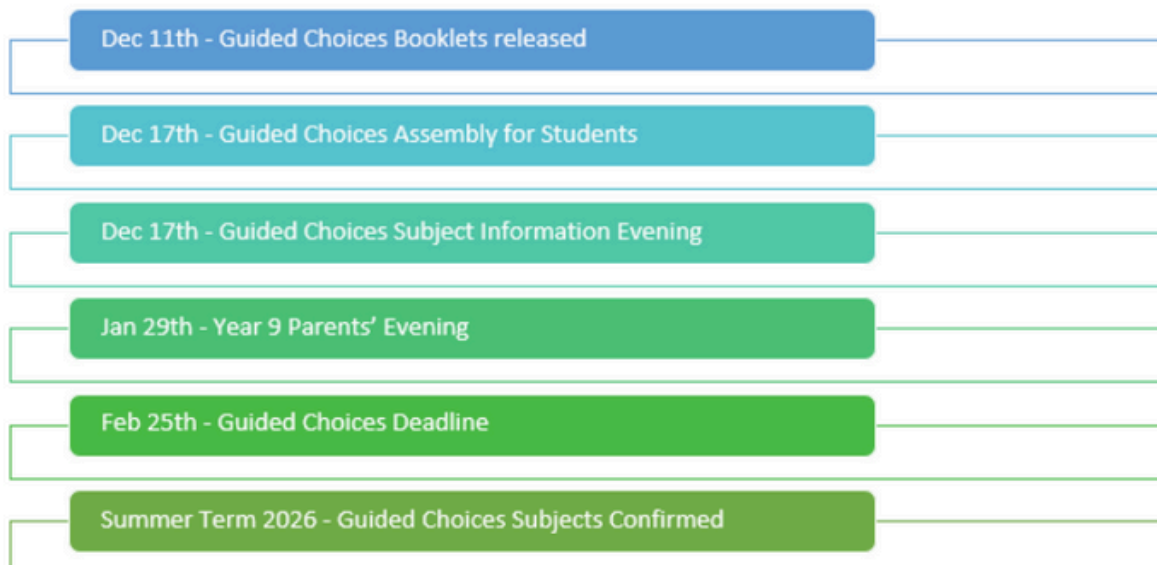 Dec 11th - Guided Choices Booklets released
Dec 17th - Guided Choices Assembly for Students
Dec 17th - Guided Choices Subject Information Evening
Jan 29th - Year 9 Parents’ Evening
Feb 25th - Guided Choices Deadline
Summer Term 2026 - Guided Choices Subjects Confirmed